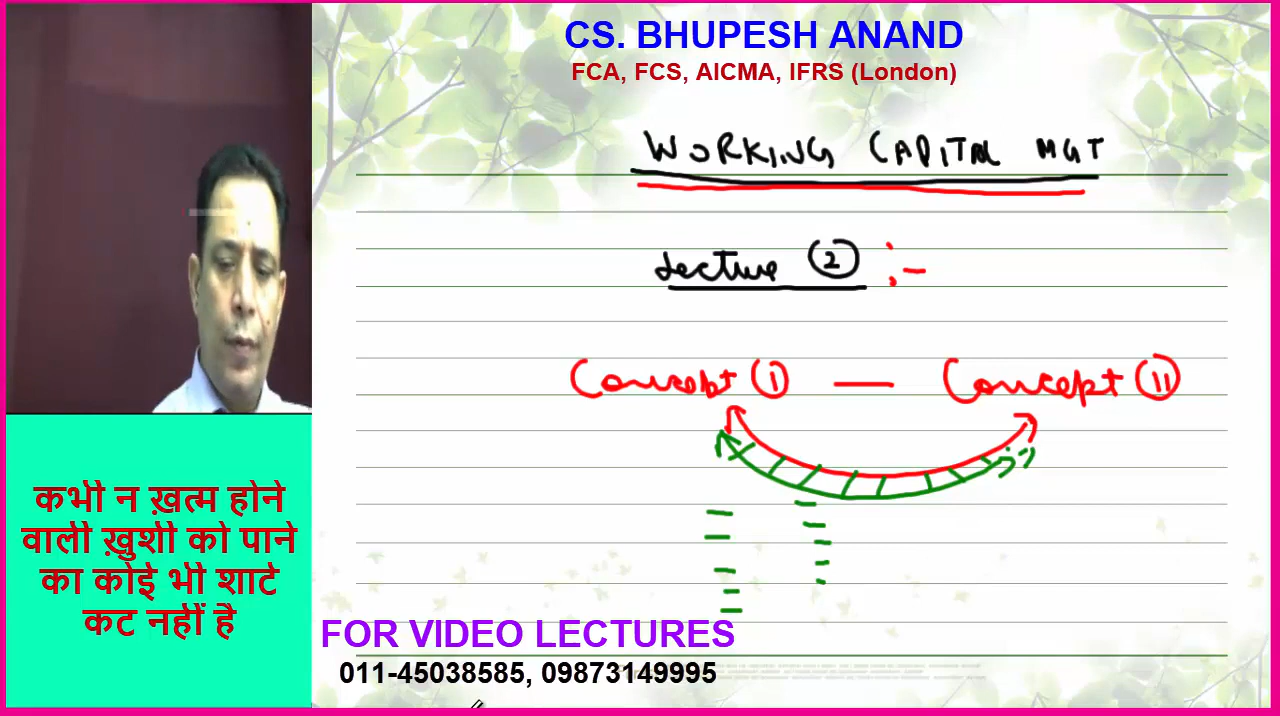 CS. BHUPESH ANAND
FCA, FCS, AICMA, IFRS (London)
WORKING CAPITAL MGT
Lecture ② :-
Concept ① — Concept ⑪
कभी न ख़त्म होने
वाली ख़ुशी को पाने
का कोई भी शार्ट
कट नहीं है
FOR VIDEO LECTURES
011-45038585, 09873149995